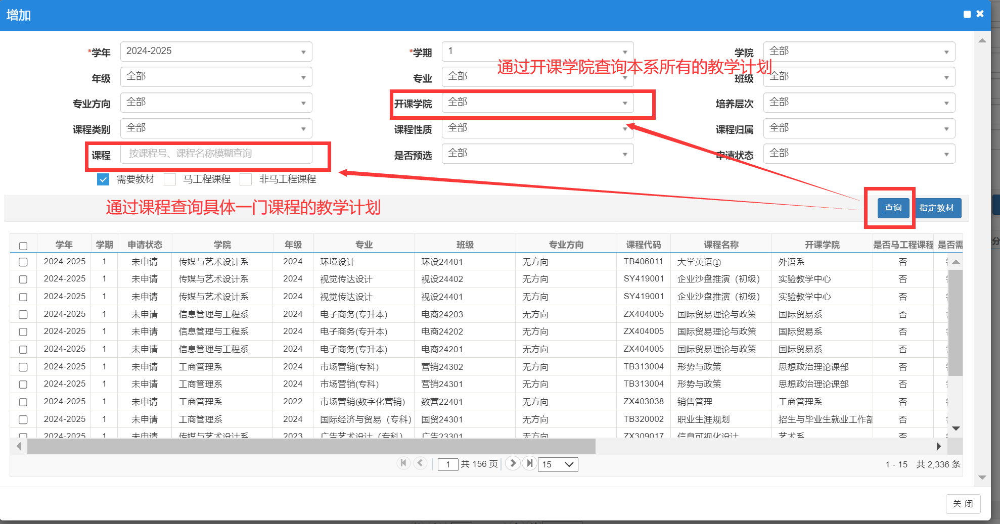 增加
*学年 2024-2025 *学期 1 学院 全部
通过开课学院查询本系所有的教学计划
年级 全部 专业 全部 班级 全部
专业方向 全部 开课学院 全部 培养层次 全部
课程类别 全部 课程性质 全部 课程归属 全部
课程 按课程号、课程名称模糊查询 是否预选 全部 申请状态 全部
需要教材 马工程课程 非马工程课程
通过课程查询具体一门课程的教学计划 查询 指定教材
学年 学期 申请状态 学院 年级 专业 班级 专业方向 课程代码 课程名称 开课学院 是否马工程课程 是否需
2024-2025 1 未申请 传媒与艺术设计系 2024 环境设计 环设24401 无方向 TB406011 大学英语① 外语系 否
2024-2025 1 未申请 传媒与艺术设计系 2024 视觉传达设计 视设24402 无方向 SY419001 企业沙盘推演（初级） 实验教学中心 否
2024-2025 1 未申请 传媒与艺术设计系 2024 视觉传达设计 视设24401 无方向 SY419001 企业沙盘推演（初级） 实验教学中心 否
2024-2025 1 未申请 信息管理与工程系 2024 电子商务(专升本) 电商24203 无方向 ZX404005 国际贸易理论与政策 国际贸易系 否
2024-2025 1 未申请 信息管理与工程系 2024 电子商务(专升本) 电商24202 无方向 ZX404005 国际贸易理论与政策 国际贸易系 否
2024-2025 1 未申请 信息管理与工程系 2024 电子商务(专升本) 电商24201 无方向 ZX404005 国际贸易理论与政策 国际贸易系 否
2024-2025 1 未申请 工商管理系 2024 市场营销(专科) 营销24302 无方向 TB313004 形势与政策 思想政治理论课部 否
2024-2025 1 未申请 工商管理系 2024 市场营销(专科) 营销24301 无方向 TB313004 形势与政策 思想政治理论课部 否
2024-2025 1 未申请 工商管理系 2022 市场营销(数字化营销) 数营22401 无方向 ZX403038 销售管理 工商管理系 否
2024-2025 1 未申请 工商管理系 2024 国际经济与贸易（专科） 国贸24301 无方向 TB320002 职业生涯规划 招生与毕业生就业工作部 否
2024-2025 1 未申请 传媒与艺术设计系 2023 广告艺术设计（专科） 广告23301 无方向 ZX309017 信息可视化设计 艺术系 否
1 共 156 页 15 1 - 15 共 2,336 条
关 闭